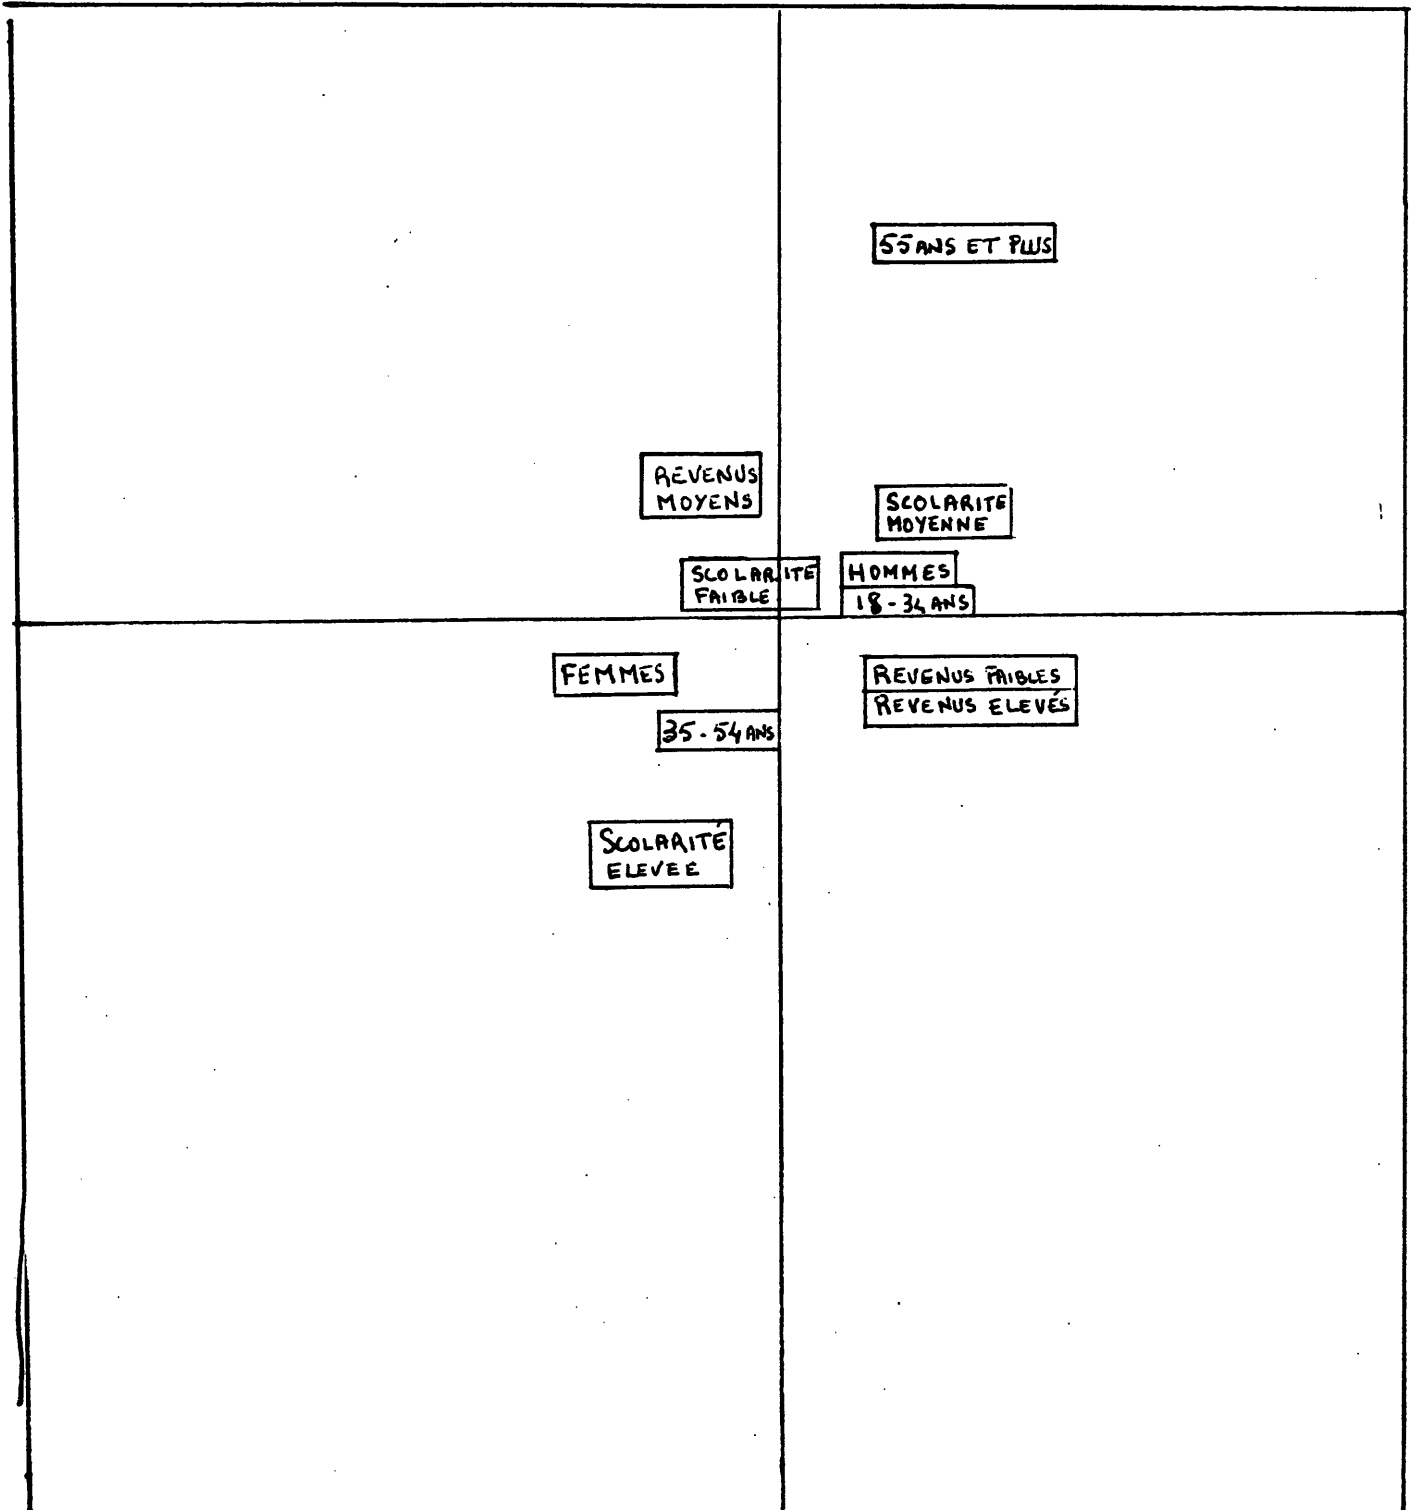 55 ANS ET PLUS
REVENUS
MOYENS
SCOLARITE
MOYENNE
SCOLARITE
FAIBLE
HOMMES
18-34 ANS
FEMMES
REVENUS FAIBLES
REVENUS ELEVÉS
35-54 ANS
SCOLARITÉ
ELEVEE